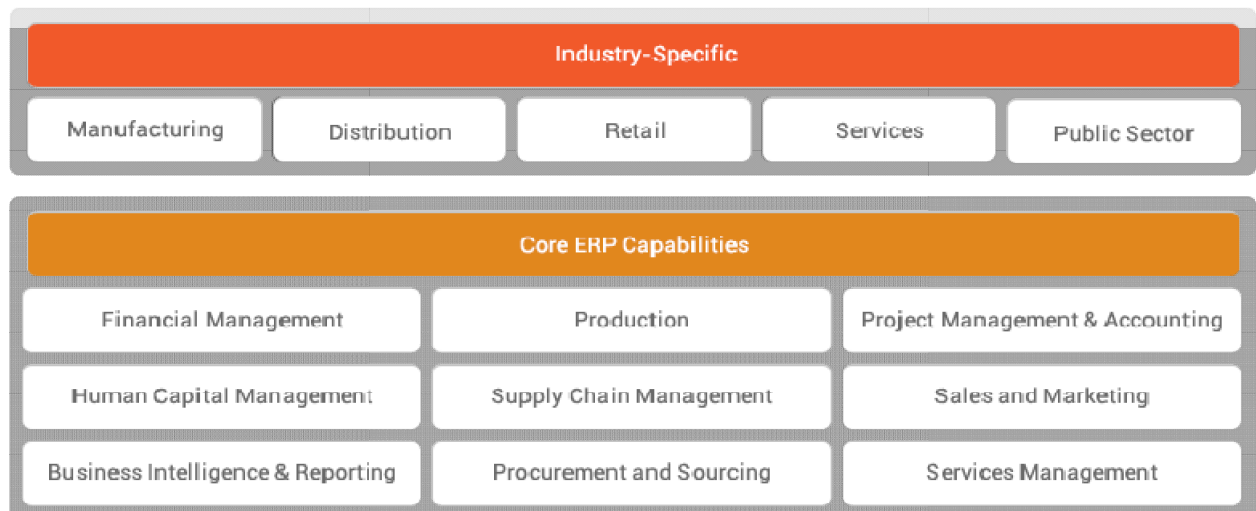 Industry-Specific
Manufacturing Distribution Retail Services Public Sector
Core ERP Capabilities
Financial Management Production Project Management & Accounting
Human Capital Management Supply Chain Management Sales and Marketing
Business Intelligence & Reporting Procurement and Sourcing Services Management